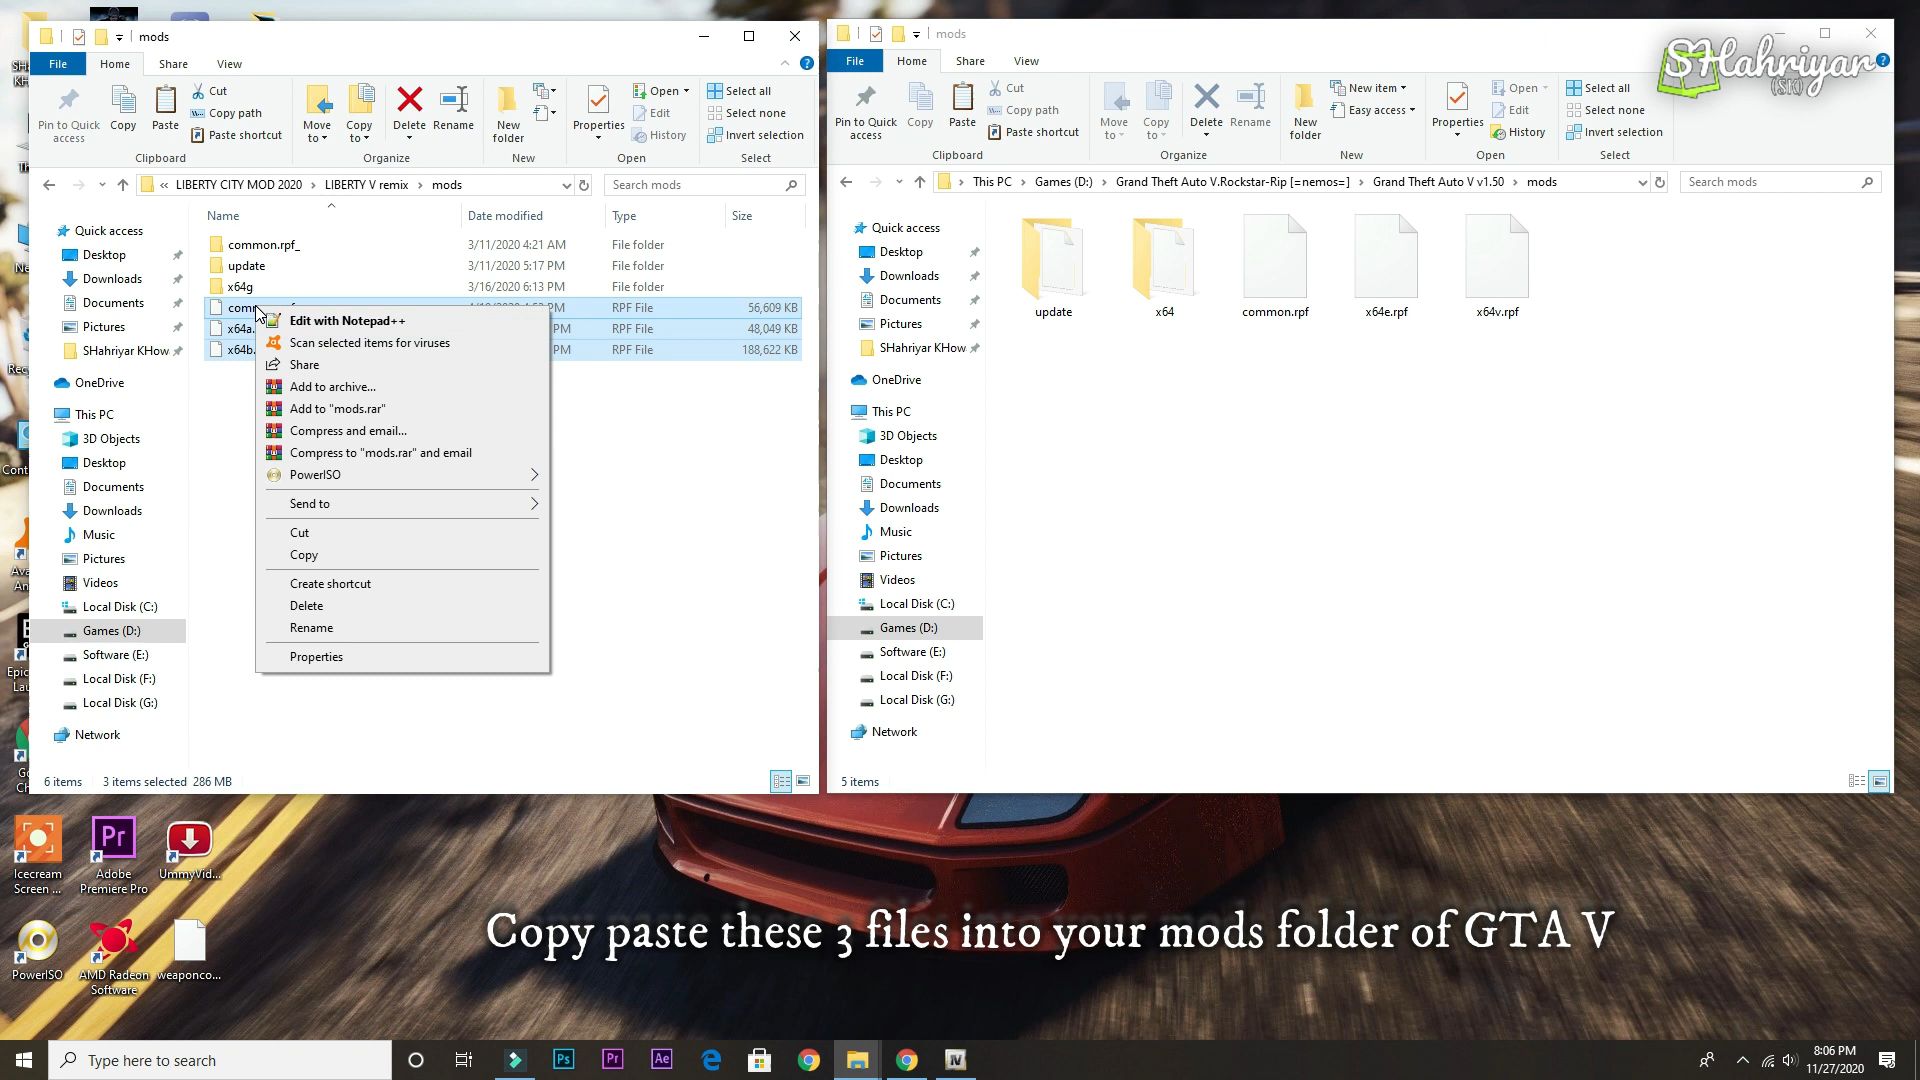 mods
File Home Share View
Pin to Quick access
Copy
Paste
Cut
Copy path
Paste shortcut
Clipboard
Move to
Copy to
Delete
Rename
Organize
New folder
New
Properties
Open
Edit
History
Open
Select all
Select none
Invert selection
Select
« LIBERTY CITY MOD 2020 > LIBERTY V remix > mods
Search mods
Name Date modified Type Size
common.rpf_ 3/11/2020 4:21 AM File folder
update 3/11/2020 5:17 PM File folder
x64g 3/16/2020 6:13 PM File folder
RPF File 56,609 KB
x64a. PM RPF File 48,049 KB
x64b. PM RPF File 188,622 KB
Edit with Notepad++
Scan selected items for viruses
Share
Add to archive...
Add to "mods.rar"
Compress and email...
Compress to "mods.rar" and email
PowerISO
Send to
Cut
Copy
Create shortcut
Delete
Rename
Properties
Quick access
Desktop
Downloads
Documents
Pictures
SHahriyar KHow
OneDrive
This PC
3D Objects
Desktop
Documents
Downloads
Music
Pictures
Videos
Local Disk (C:)
Games (D:)
Software (E:)
Local Disk (F:)
Local Disk (G:)
Network
6 items 3 items selected 286 MB
mods
SHahriyar
(SK)
File Home Share View
Pin to Quick access
Copy
Paste
Cut
Copy path
Paste shortcut
Clipboard
Move to
Copy to
Delete
Rename
Organize
New folder
New item
Easy access
New
Properties
Open
Edit
History
Open
Select all
Select none
Invert selection
Select
> This PC > Games (D:) > Grand Theft Auto V.Rockstar-Rip [=nemos=] > Grand Theft Auto V v1.50 > mods
Search mods
update
x64
common.rpf
x64e.rpf
x64v.rpf
Quick access
Desktop
Downloads
Documents
Pictures
SHahriyar KHow
OneDrive
This PC
3D Objects
Desktop
Documents
Downloads
Music
Pictures
Videos
Local Disk (C:)
Games (D:)
Software (E:)
Local Disk (F:)
Local Disk (G:)
Network
5 items
Icecream Screen ...
Adobe Premiere Pro
UmmyVid...
PowerISO
AMD Radeon Software
weaponco...
Copy paste these 3 files into your mods folder of GTA V
Type here to search
Ps
Pr
Ae
IV
8:06 PM
11/27/2020